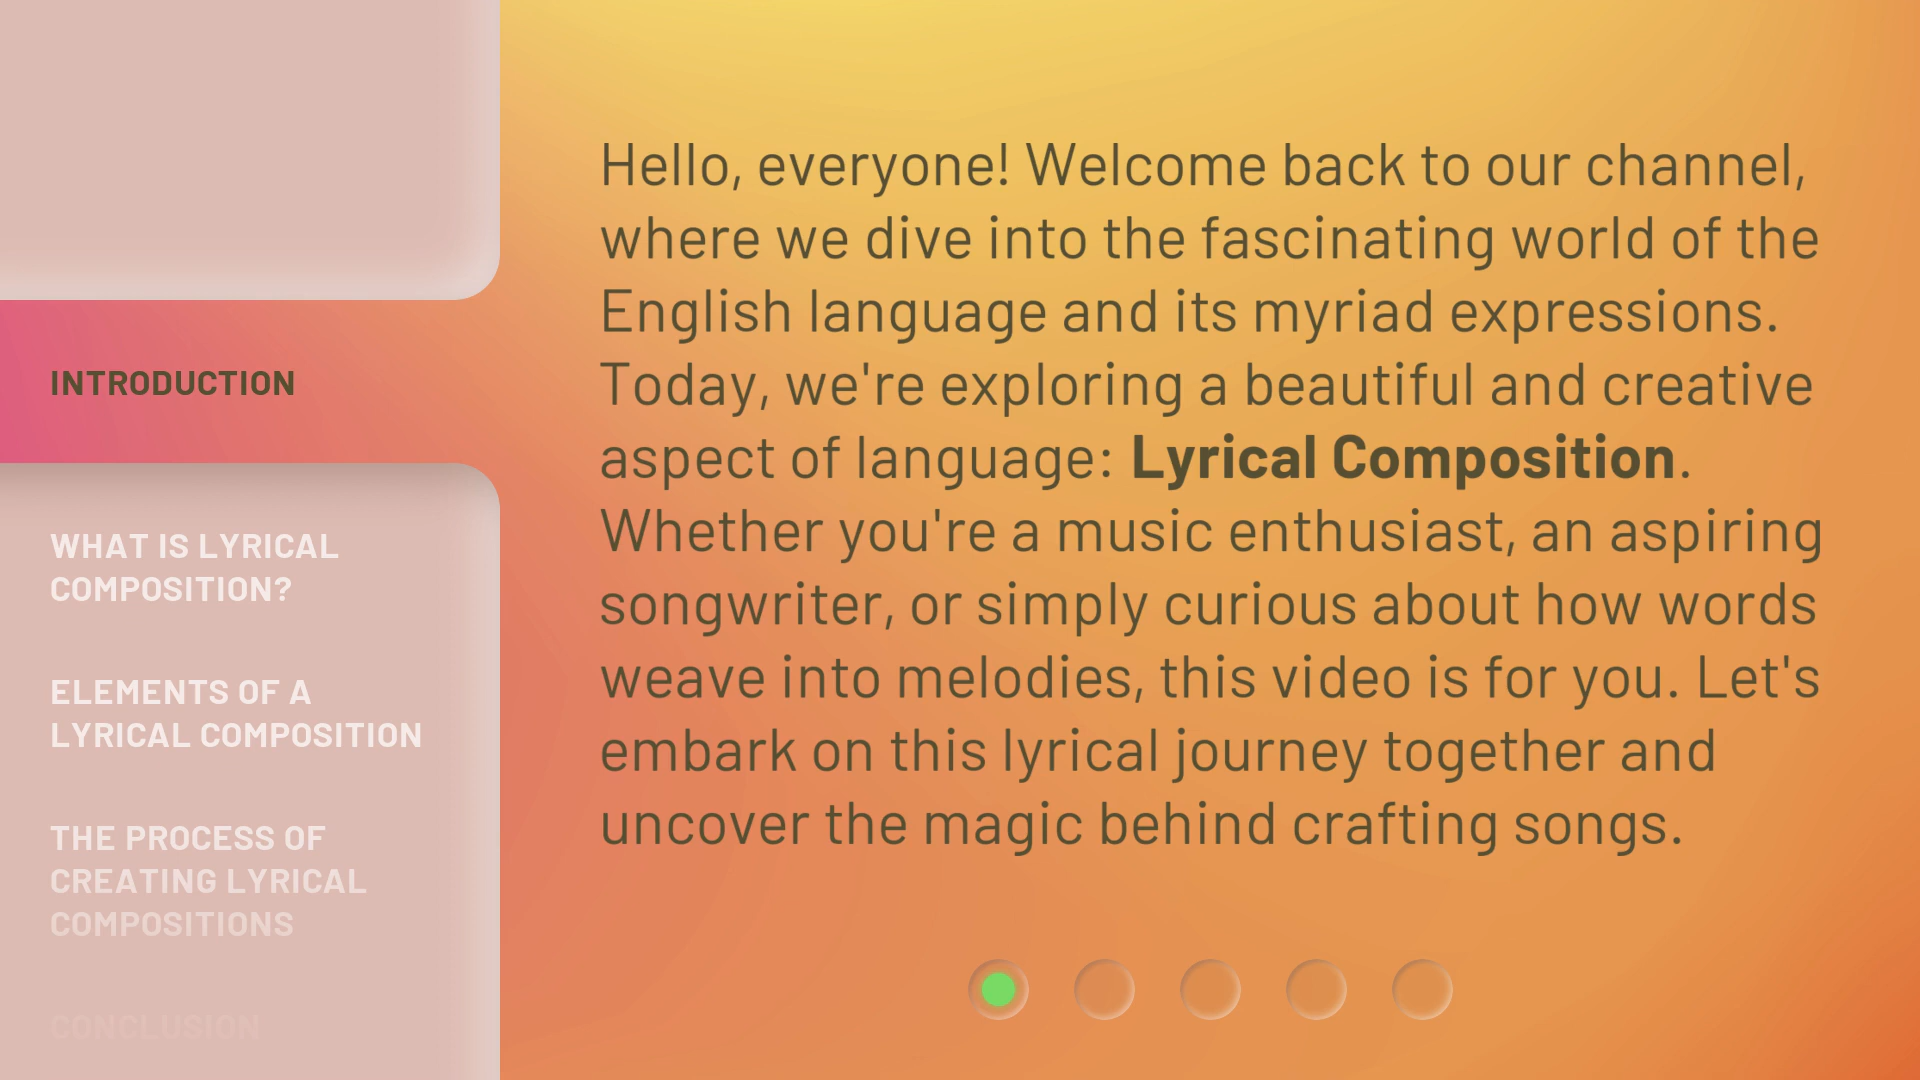 INTRODUCTION
WHAT IS LYRICAL
COMPOSITION?
ELEMENTS OF A
LYRICAL COMPOSITION
THE PROCESS OF
CREATING LYRICAL
COMPOSITIONS
CONCLUSION
Hello, everyone! Welcome back to our channel,
where we dive into the fascinating world of the
English language and its myriad expressions.
Today, we're exploring a beautiful and creative
aspect of language: Lyrical Composition.
Whether you're a music enthusiast, an aspiring
songwriter, or simply curious about how words
weave into melodies, this video is for you. Let's
embark on this lyrical journey together and
uncover the magic behind crafting songs.